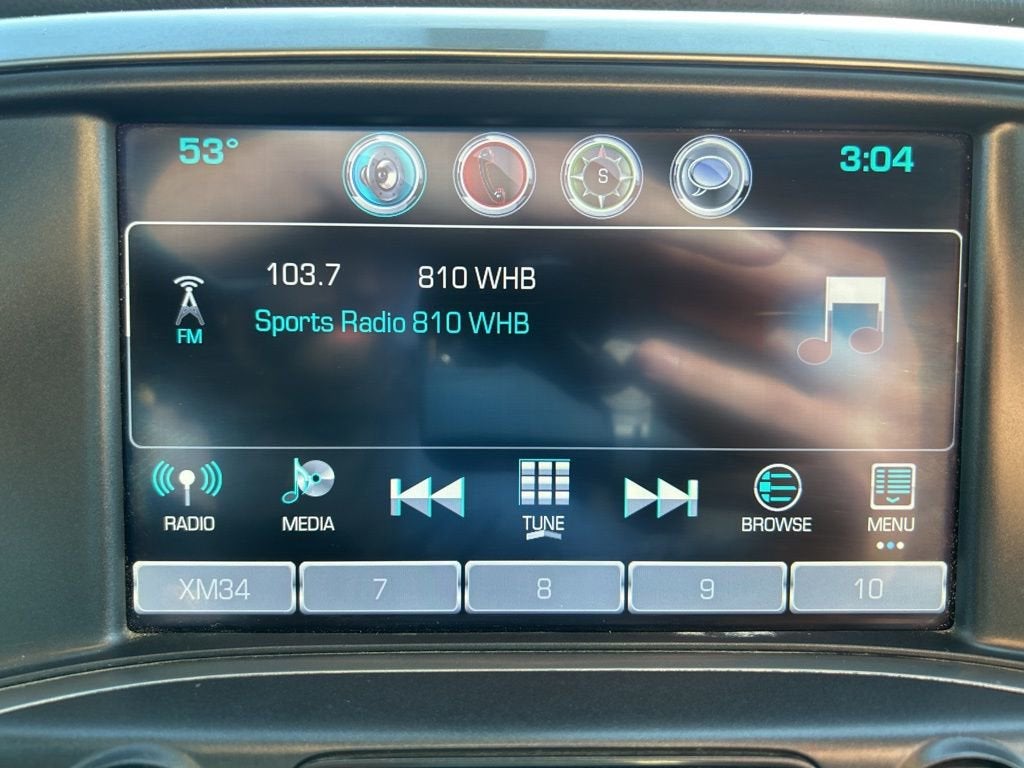 53° S 3:04
103.7 810 WHB
FM Sports Radio 810 WHB
RADIO MEDIA TUNE BROWSE MENU
XM34 7 8 9 10